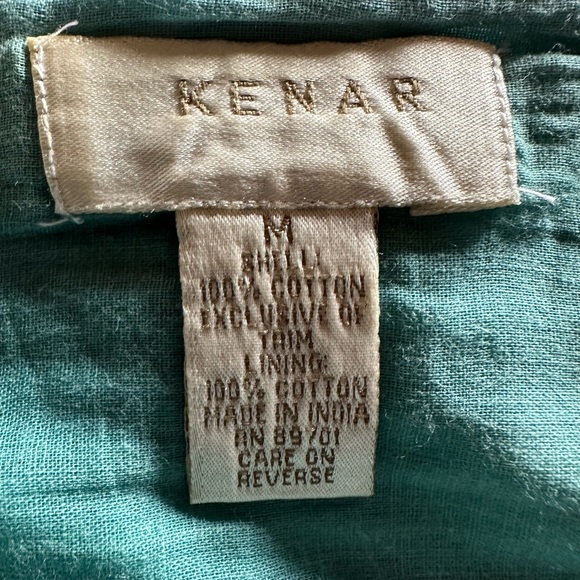 KENAR
M
SHELL:
100% COTTON
EXCLUSIVE OF
TRIM
LINING:
100% COTTON
MADE IN INDIA
RN 89701
CARE ON
REVERSE